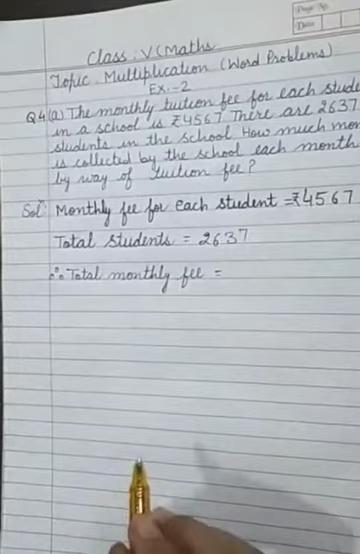 Page No.
Date
Class : V (Maths
Topic : Multiplication (Word Problems)
Ex:-2
Q4(a) The monthly tuition fee for each stude
in a school is ₹4567. There are 2637
students in the school How much mon
is collected by the school each month
by way of tuition fee?
Sol: Monthly fee for each student = ₹4567
Total students = 2637
∴ Total monthly fee =